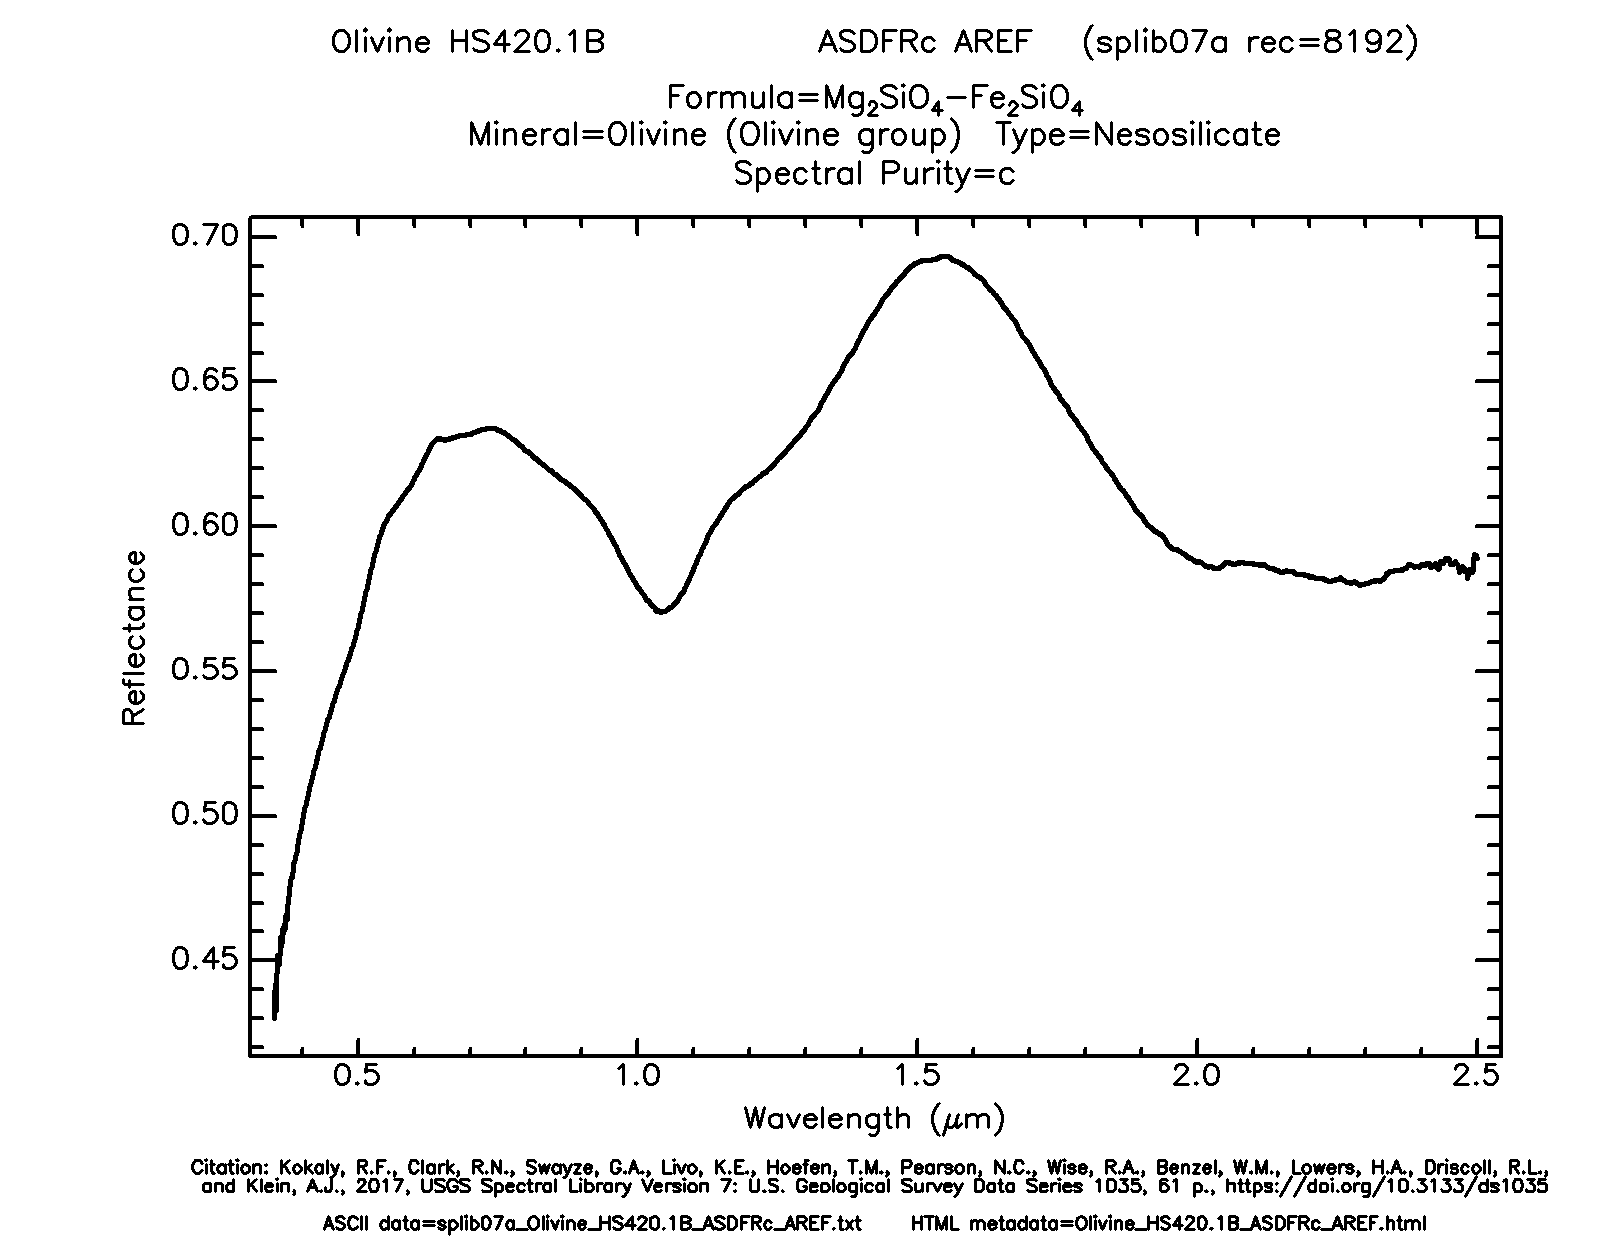 Olivine HS420.1B ASDFRc AREF (splib07a rec=8192)
Formula=Mg₂SiO₄−Fe₂SiO₄
Mineral=Olivine (Olivine group) Type=Nesosilicate
Spectral Purity=c
0.70
0.65
0.60
0.55
0.50
0.45
Reflectance
0.5 1.0 1.5 2.0 2.5
Wavelength (μm)
Citation: Kokaly, R.F., Clark, R.N., Swayze, G.A., Livo, K.E., Hoefen, T.M., Pearson, N.C., Wise, R.A., Benzel, W.M., Lowers, H.A., Driscoll, R.L.,
and Klein, A.J., 2017, USGS Spectral Library Version 7: U.S. Geological Survey Data Series 1035, 61 p., https://doi.org/10.3133/ds1035
ASCII data=splib07a_Olivine_HS420.1B_ASDFRc_AREF.txt HTML metadata=Olivine_HS420.1B_ASDFRc_AREF.html